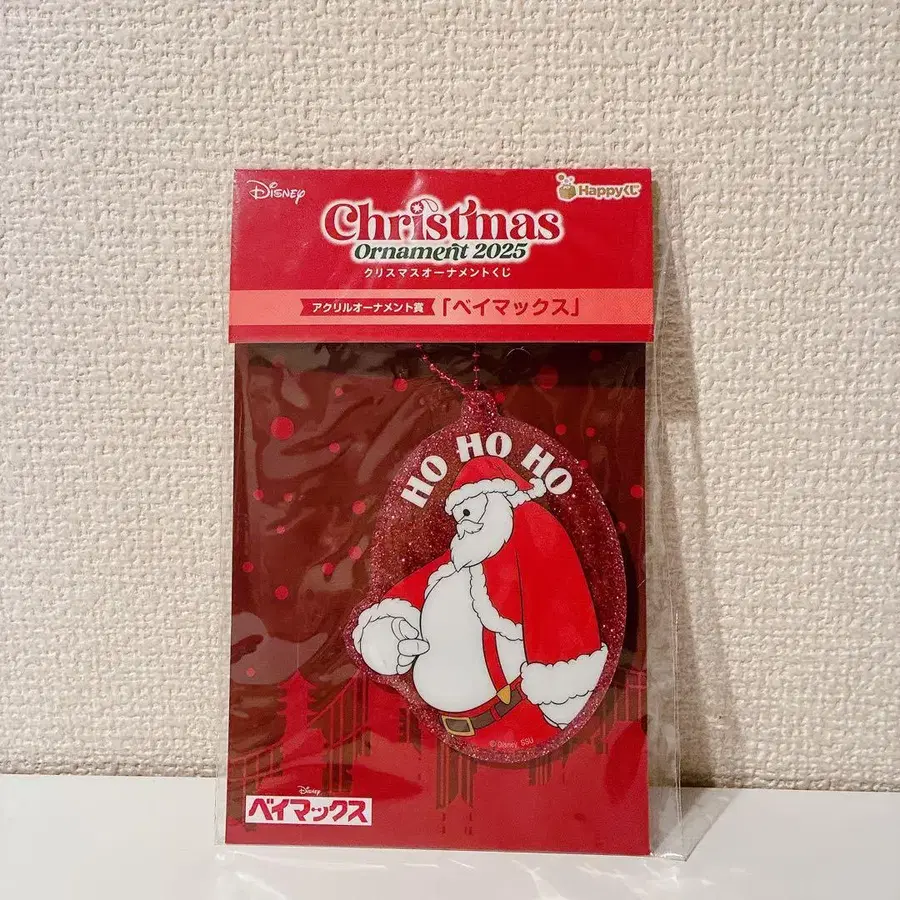 Disney
Happyくじ
Christmas
Ornament 2025
クリスマスオーナメントくじ
アクリルオーナメント賞
「ベイマックス」
HO HO HO
© Disney, SSU
Disney
ベイマックス